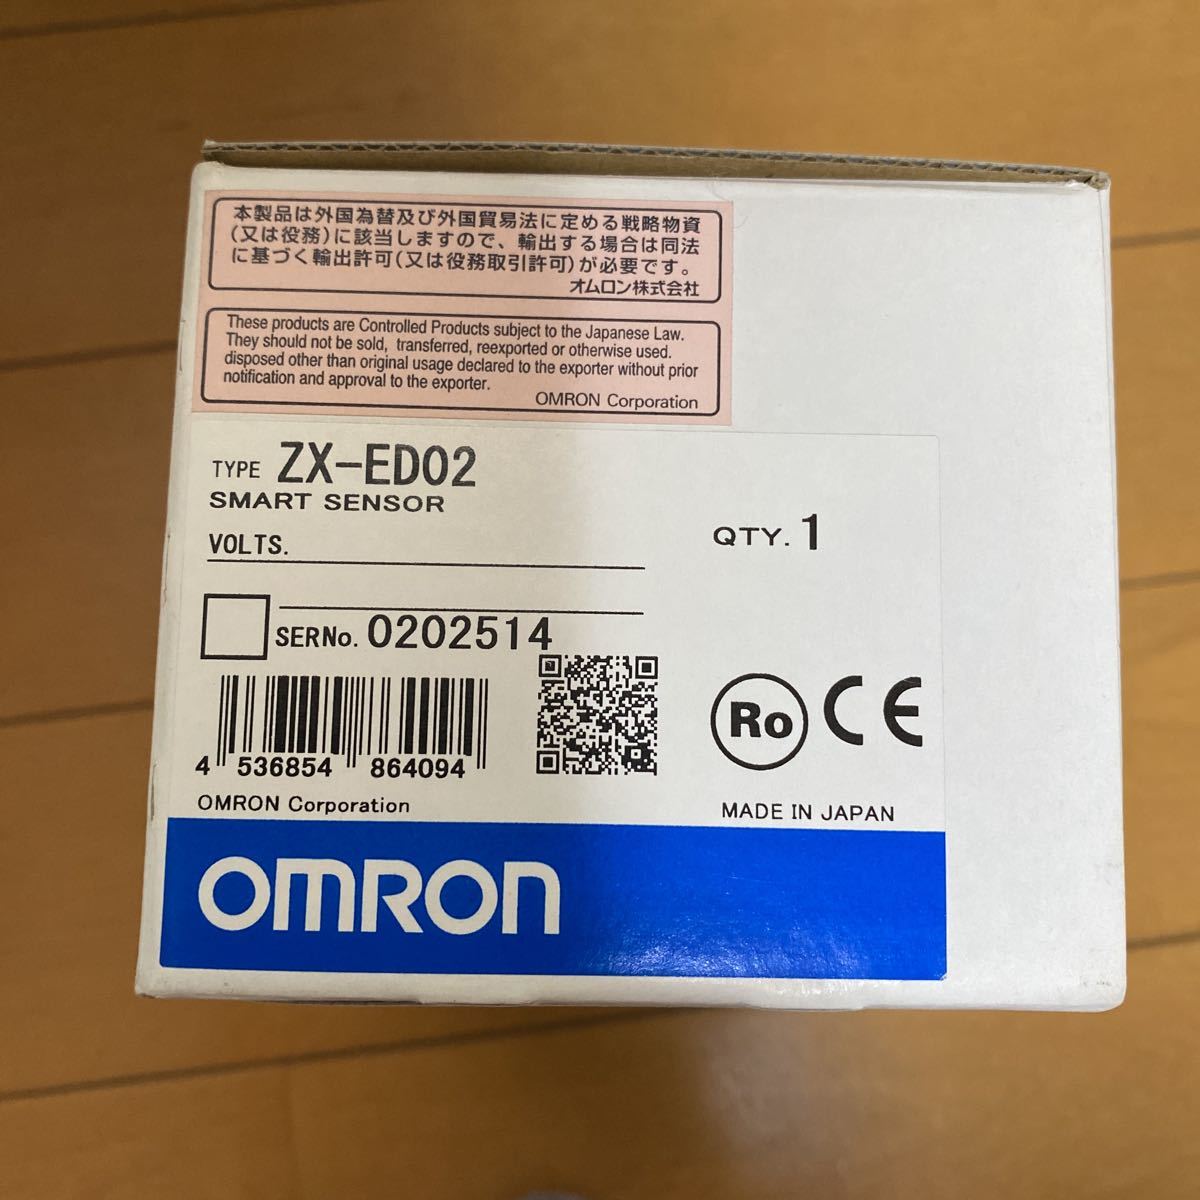 本製品は外国為替及び外国貿易法に定める戦略物資
(又は役務)に該当しますので、輸出する場合は同法
に基づく輸出許可(又は役務取引許可)が必要です。
オムロン株式会社
These products are Controlled Products subject to the Japanese Law.
They should not be sold, transferred, reexported or otherwise used.
disposed other than original usage declared to the exporter without prior
notification and approval to the exporter.
OMRON Corporation
TYPE ZX-ED02
SMART SENSOR
VOLTS.
QTY. 1
SERNo. 0202514
4 536854 864094
Ro CE
OMRON Corporation
MADE IN JAPAN
OMRON